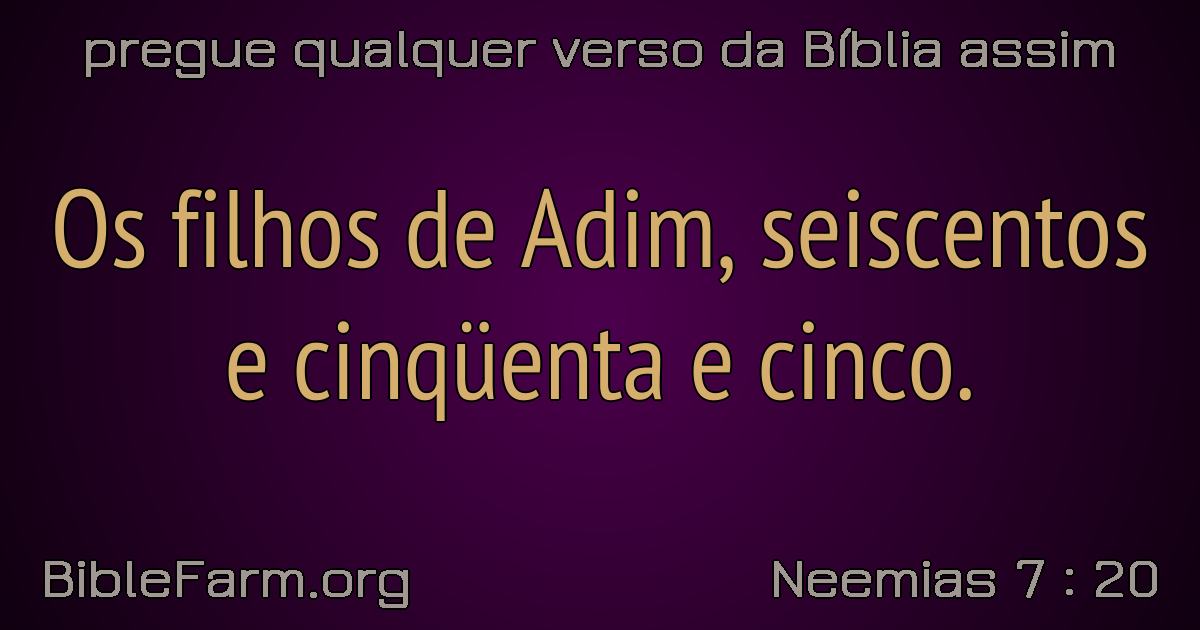 pregue qualquer verso da Bíblia assim
Os filhos de Adim, seiscentos
e cinqüenta e cinco.
BibleFarm.org
Neemias 7 : 20